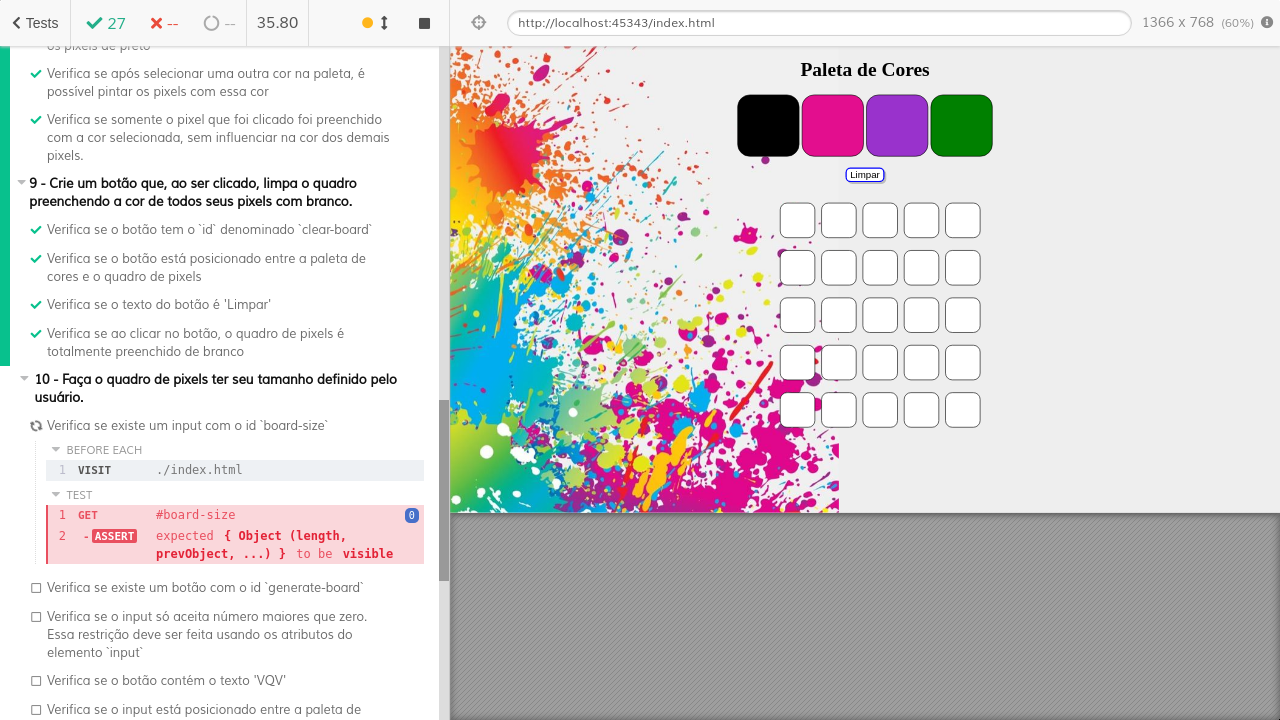 Tests
27
--
--
35.80
http://localhost:45343/index.html
1366 x 768 (60%)
os pixels de preto
Verifica se após selecionar uma outra cor na paleta, é
possível pintar os pixels com essa cor
Verifica se somente o pixel que foi clicado foi preenchido
com a cor selecionada, sem influenciar na cor dos demais
pixels.
9 - Crie um botão que, ao ser clicado, limpa o quadro
preenchendo a cor de todos seus pixels com branco.
Verifica se o botão tem o `id` denominado `clear-board`
Verifica se o botão está posicionado entre a paleta de
cores e o quadro de pixels
Verifica se o texto do botão é 'Limpar'
Verifica se ao clicar no botão, o quadro de pixels é
totalmente preenchido de branco
10 - Faça o quadro de pixels ter seu tamanho definido pelo
usuário.
Verifica se existe um input com o id `board-size`
BEFORE EACH
1 VISIT ./index.html
TEST
1 GET #board-size 0
2 -ASSERT expected { Object (length,
prevObject, ...) } to be visible
Verifica se existe um botão com o id `generate-board`
Verifica se o input só aceita número maiores que zero.
Essa restrição deve ser feita usando os atributos do
elemento `input`
Verifica se o botão contém o texto 'VQV'
Verifica se o input está posicionado entre a paleta de
Paleta de Cores
Limpar